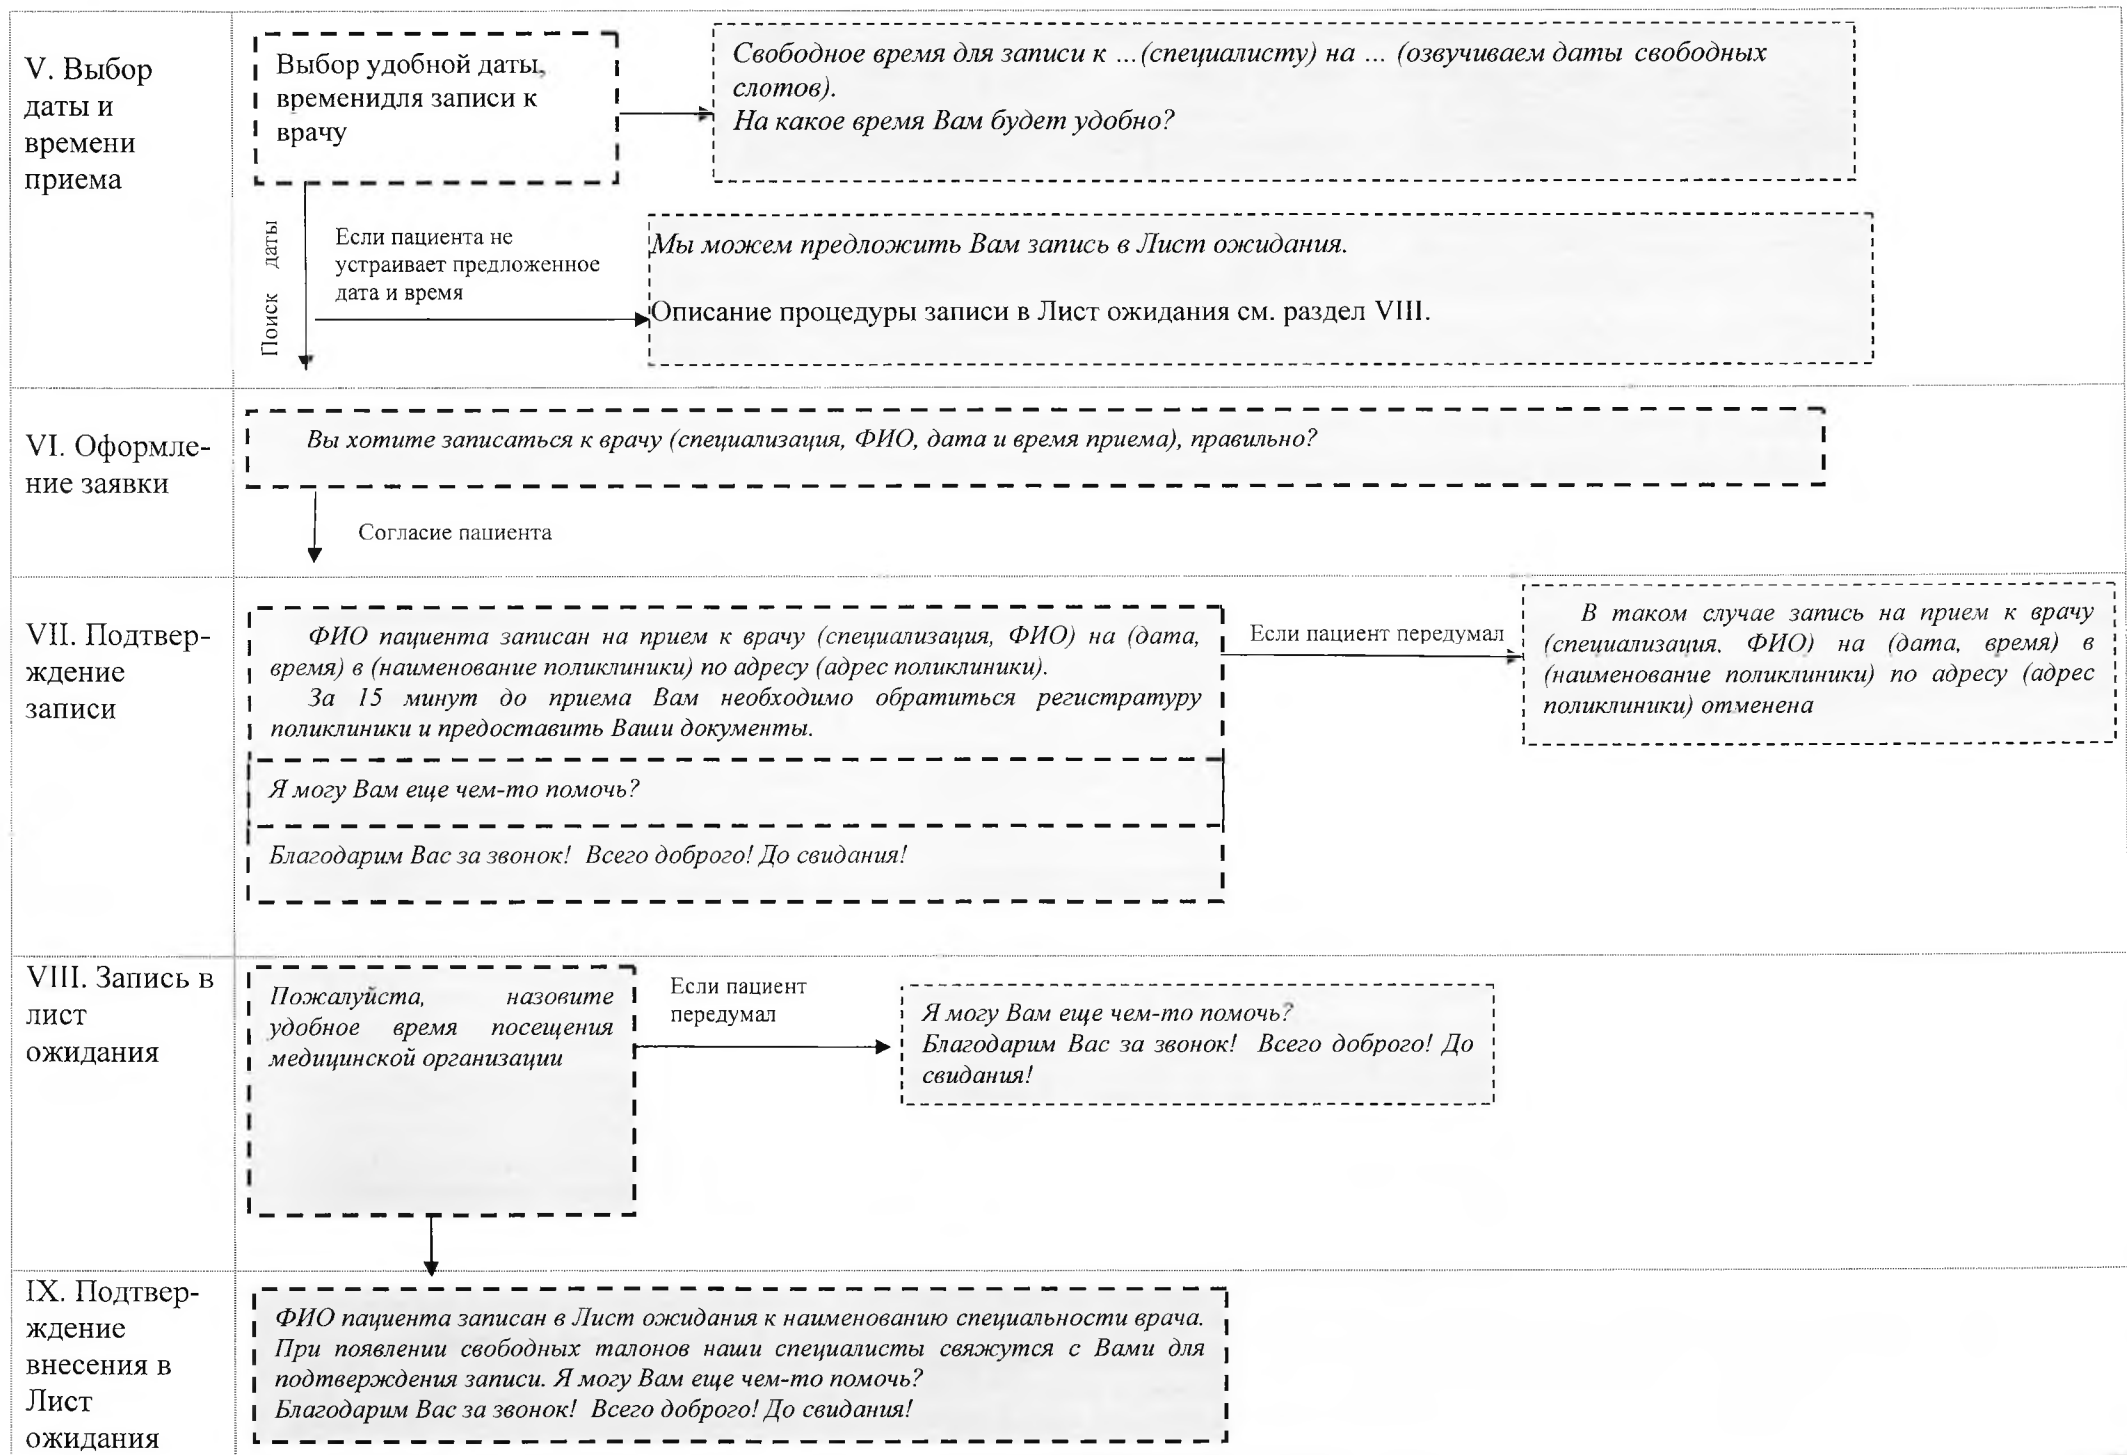 V. Выбор
даты и
времени
приема
Выбор удобной даты,
временидля записи к
врачу
Свободное время для записи к ...(специалисту) на ... (озвучиваем даты свободных
слотов).
На какое время Вам будет удобно?
Поиск даты
Если пациента не
устраивает предложенное
дата и время
Мы можем предложить Вам запись в Лист ожидания.
Описание процедуры записи в Лист ожидания см. раздел VIII.
VI. Оформле-
ние заявки
Вы хотите записаться к врачу (специализация, ФИО, дата и время приема), правильно?
Согласие пациента
VII. Подтвер-
ждение
записи
ФИО пациента записан на прием к врачу (специализация, ФИО) на (дата,
время) в (наименование поликлиники) по адресу (адрес поликлиники).
За 15 минут до приема Вам необходимо обратиться регистратуру
поликлиники и предоставить Ваши документы.
Я могу Вам еще чем-то помочь?
Благодарим Вас за звонок! Всего доброго! До свидания!
Если пациент передумал
В таком случае запись на прием к врачу
(специализация. ФИО) на (дата, время) в
(наименование поликлиники) по адресу (адрес
поликлиники) отменена
VIII. Запись в
лист
ожидания
Пожалуйста, назовите
удобное время посещения
медицинской организации
Если пациент
передумал
Я могу Вам еще чем-то помочь?
Благодарим Вас за звонок! Всего доброго! До
свидания!
IX. Подтвер-
ждение
внесения в
Лист
ожидания
ФИО пациента записан в Лист ожидания к наименованию специальности врача.
При появлении свободных талонов наши специалисты свяжутся с Вами для
подтверждения записи. Я могу Вам еще чем-то помочь?
Благодарим Вас за звонок! Всего доброго! До свидания!